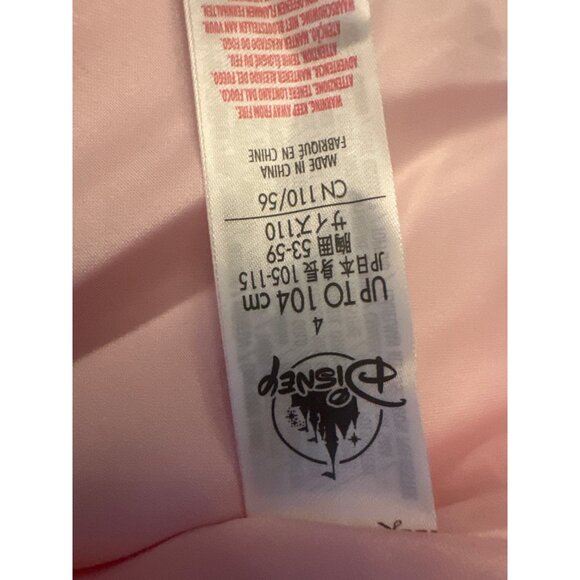 DISNEY
4
UP TO 104 cm
JP日本 身長 105-115
胸囲 53-59
サイズ110
CN 110/56
MADE IN CHINA
FABRIQUÉ EN CHINE
WARNING, KEEP AWAY FROM FIRE.
ATTENZIONE, TENERE LONTANO DAL FUOCO.
ADVERTENCIA, MANTENER ALEJADO DEL FUEGO.
ATTENTION, TENIR ÉLOIGNÉ DU FEU.
ATENÇÃO, MANTER AFASTADO DO FOGO.
WAARSCHUWING, NIET BLOOTSTELLEN AAN VUUR.
FLAMMEN FERNHALTEN